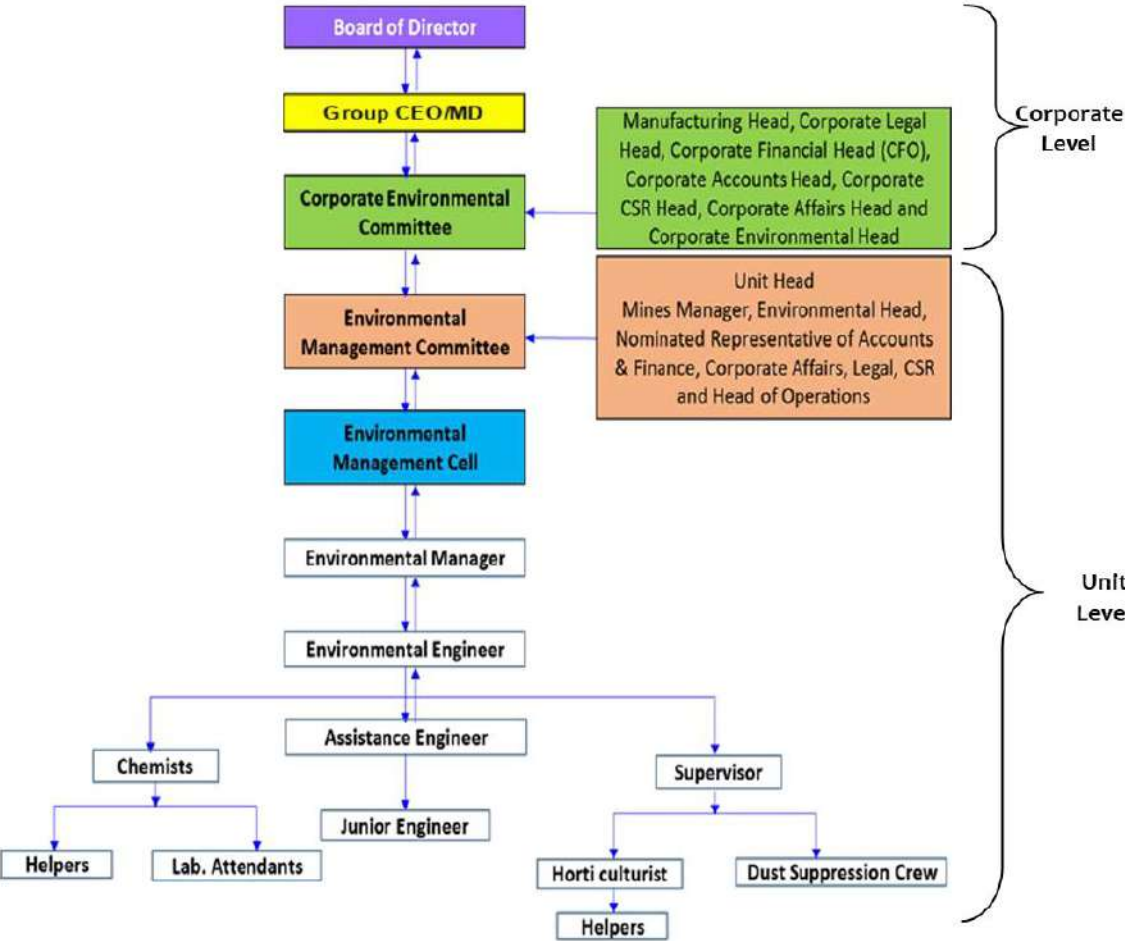 Board of Director
Group CEO/MD
Manufacturing Head, Corporate Legal
Head, Corporate Financial Head (CFO),
Corporate Accounts Head, Corporate
CSR Head, Corporate Affairs Head and
Corporate Environmental Head
Corporate
Level
Corporate Environmental
Committee
Unit Head
Mines Manager, Environmental Head,
Nominated Representative of Accounts
& Finance, Corporate Affairs, Legal, CSR
and Head of Operations
Environmental
Management Committee
Environmental
Management Cell
Environmental Manager
Unit
Leve
Environmental Engineer
Assistance Engineer
Chemists
Supervisor
Junior Engineer
Helpers
Lab. Attendants
Horti culturist
Dust Suppression Crew
Helpers